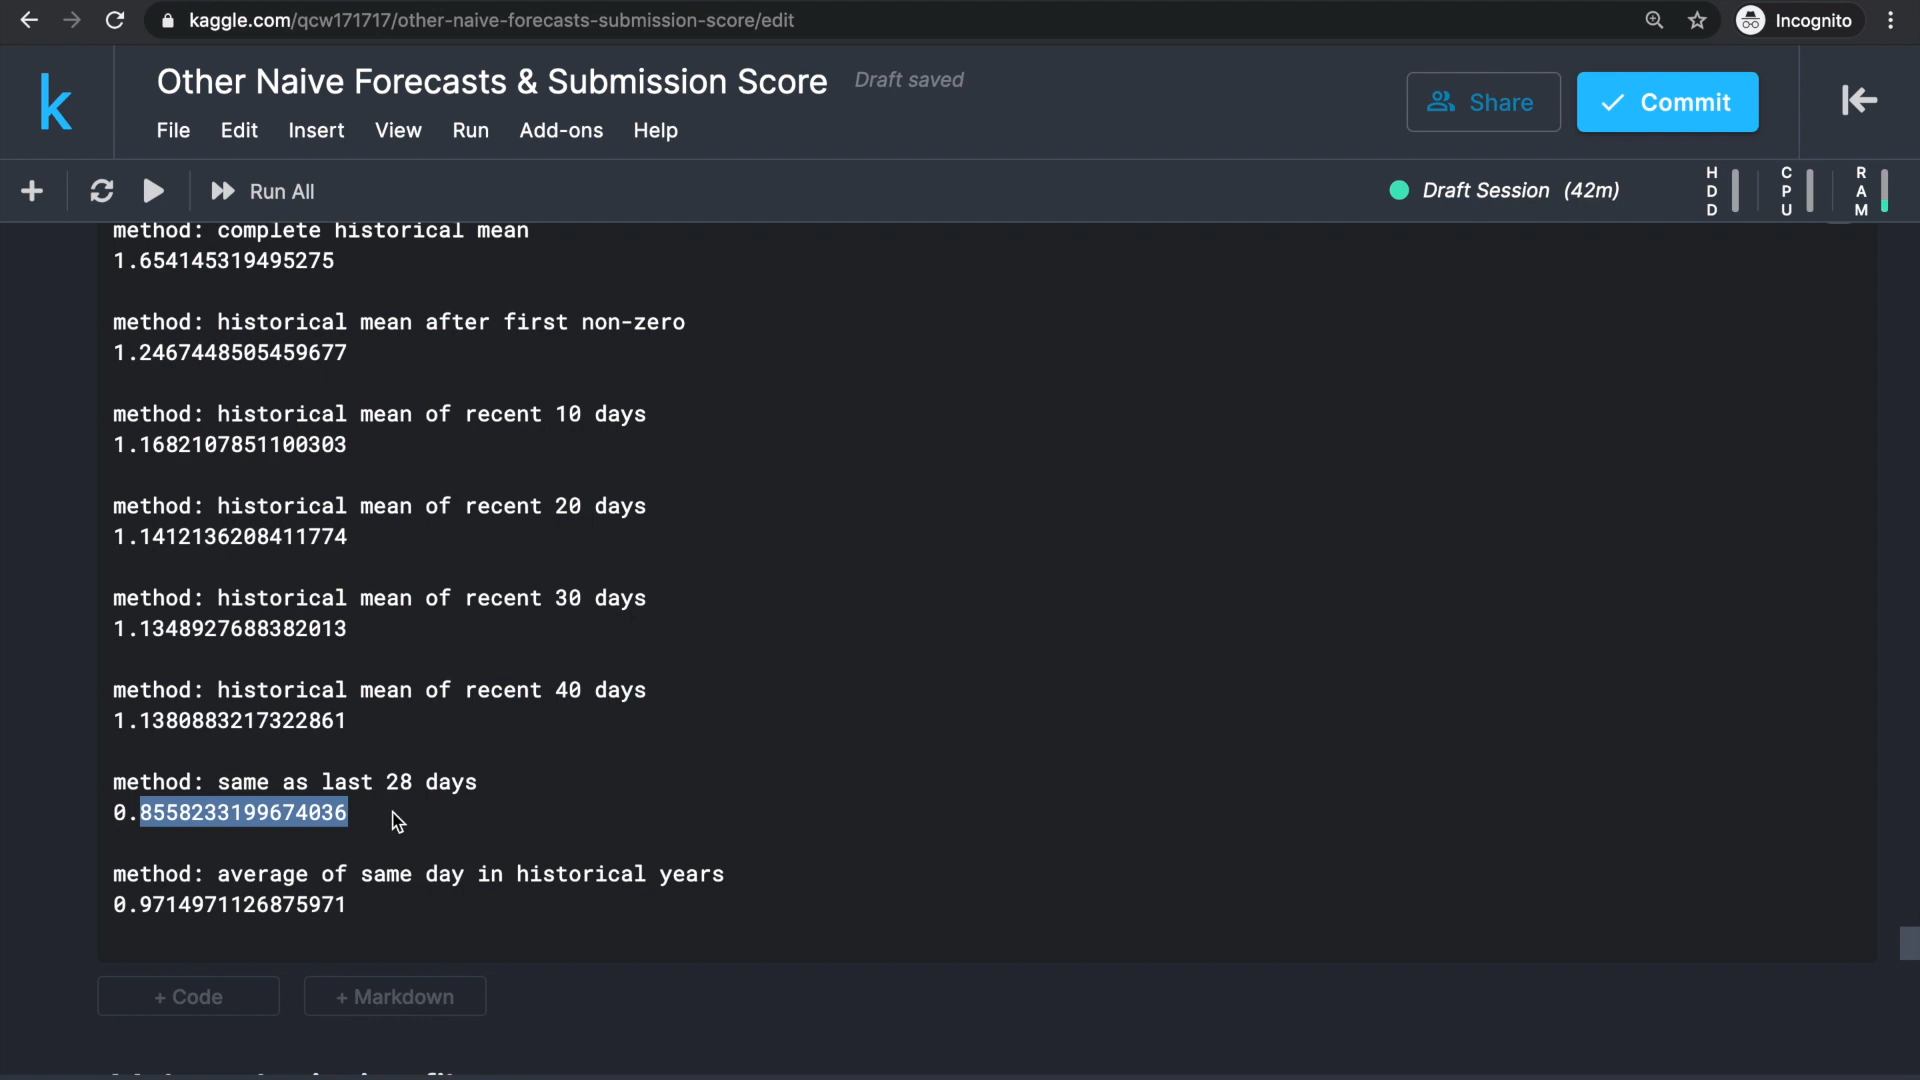 kaggle.com/qcw171717/other-naive-forecasts-submission-score/edit
Incognito
k
Other Naive Forecasts & Submission Score
Draft saved
Share
Commit
File Edit Insert View Run Add-ons Help
Run All
Draft Session (42m)
HDD
CPU
RAM
method: complete historical mean
1.654145319495275
method: historical mean after first non-zero
1.2467448505459677
method: historical mean of recent 10 days
1.1682107851100303
method: historical mean of recent 20 days
1.1412136208411774
method: historical mean of recent 30 days
1.1348927688382013
method: historical mean of recent 40 days
1.1380883217322861
method: same as last 28 days
0.8558233199674036
method: average of same day in historical years
0.9714971126875971
+ Code
+ Markdown